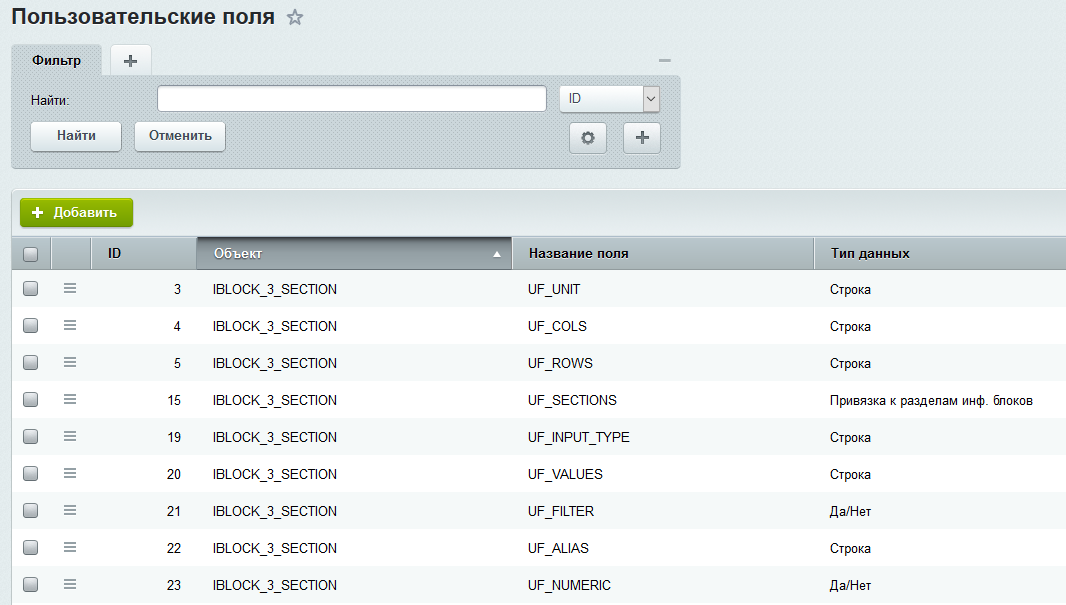 Пользовательские поля
Фильтр
Найти:
ID
Найти Отменить
Добавить
ID Объект Название поля Тип данных
3 IBLOCK_3_SECTION UF_UNIT Строка
4 IBLOCK_3_SECTION UF_COLS Строка
5 IBLOCK_3_SECTION UF_ROWS Строка
15 IBLOCK_3_SECTION UF_SECTIONS Привязка к разделам инф. блоков
19 IBLOCK_3_SECTION UF_INPUT_TYPE Строка
20 IBLOCK_3_SECTION UF_VALUES Строка
21 IBLOCK_3_SECTION UF_FILTER Да/Нет
22 IBLOCK_3_SECTION UF_ALIAS Строка
23 IBLOCK_3_SECTION UF_NUMERIC Да/Нет